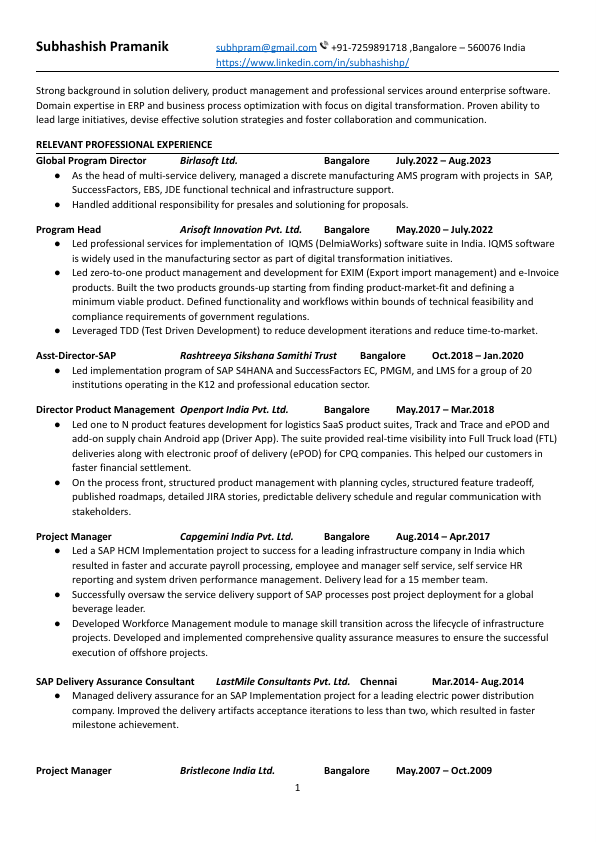 Subhashish Pramanik subhpram@gmail.com +91-7259891718 ,Bangalore – 560076 India
https://www.linkedin.com/in/subhashishp/
Strong background in solution delivery, product management and professional services around enterprise software.
Domain expertise in ERP and business process optimization with focus on digital transformation. Proven ability to
lead large initiatives, devise effective solution strategies and foster collaboration and communication.
RELEVANT PROFESSIONAL EXPERIENCE
Global Program Director Birlasoft Ltd. Bangalore July.2022 – Aug.2023
● As the head of multi-service delivery, managed a discrete manufacturing AMS program with projects in SAP,
SuccessFactors, EBS, JDE functional technical and infrastructure support.
● Handled additional responsibility for presales and solutioning for proposals.
Program Head Arisoft Innovation Pvt. Ltd. Bangalore May.2020 – July.2022
● Led professional services for implementation of IQMS (DelmiaWorks) software suite in India. IQMS software
is widely used in the manufacturing sector as part of digital transformation initiatives.
● Led zero-to-one product management and development for EXIM (Export import management) and e-Invoice
products. Built the two products grounds-up starting from finding product-market-fit and defining a
minimum viable product. Defined functionality and workflows within bounds of technical feasibility and
compliance requirements of government regulations.
● Leveraged TDD (Test Driven Development) to reduce development iterations and reduce time-to-market.
Asst-Director-SAP Rashtreeya Sikshana Samithi Trust Bangalore Oct.2018 – Jan.2020
● Led implementation program of SAP S4HANA and SuccessFactors EC, PMGM, and LMS for a group of 20
institutions operating in the K12 and professional education sector.
Director Product Management Openport India Pvt. Ltd. Bangalore May.2017 – Mar.2018
● Led one to N product features development for logistics SaaS product suites, Track and Trace and ePOD and
add-on supply chain Android app (Driver App). The suite provided real-time visibility into Full Truck load (FTL)
deliveries along with electronic proof of delivery (ePOD) for CPQ companies. This helped our customers in
faster financial settlement.
● On the process front, structured product management with planning cycles, structured feature tradeoff,
published roadmaps, detailed JIRA stories, predictable delivery schedule and regular communication with
stakeholders.
Project Manager Capgemini India Pvt. Ltd. Bangalore Aug.2014 – Apr.2017
● Led a SAP HCM Implementation project to success for a leading infrastructure company in India which
resulted in faster and accurate payroll processing, employee and manager self service, self service HR
reporting and system driven performance management. Delivery lead for a 15 member team.
● Successfully oversaw the service delivery support of SAP processes post project deployment for a global
beverage leader.
● Developed Workforce Management module to manage skill transition across the lifecycle of infrastructure
projects. Developed and implemented comprehensive quality assurance measures to ensure the successful
execution of offshore projects.
SAP Delivery Assurance Consultant LastMile Consultants Pvt. Ltd. Chennai Mar.2014- Aug.2014
● Managed delivery assurance for an SAP Implementation project for a leading electric power distribution
company. Improved the delivery artifacts acceptance iterations to less than two, which resulted in faster
milestone achievement.
Project Manager Bristlecone India Ltd. Bangalore May.2007 – Oct.2009
1